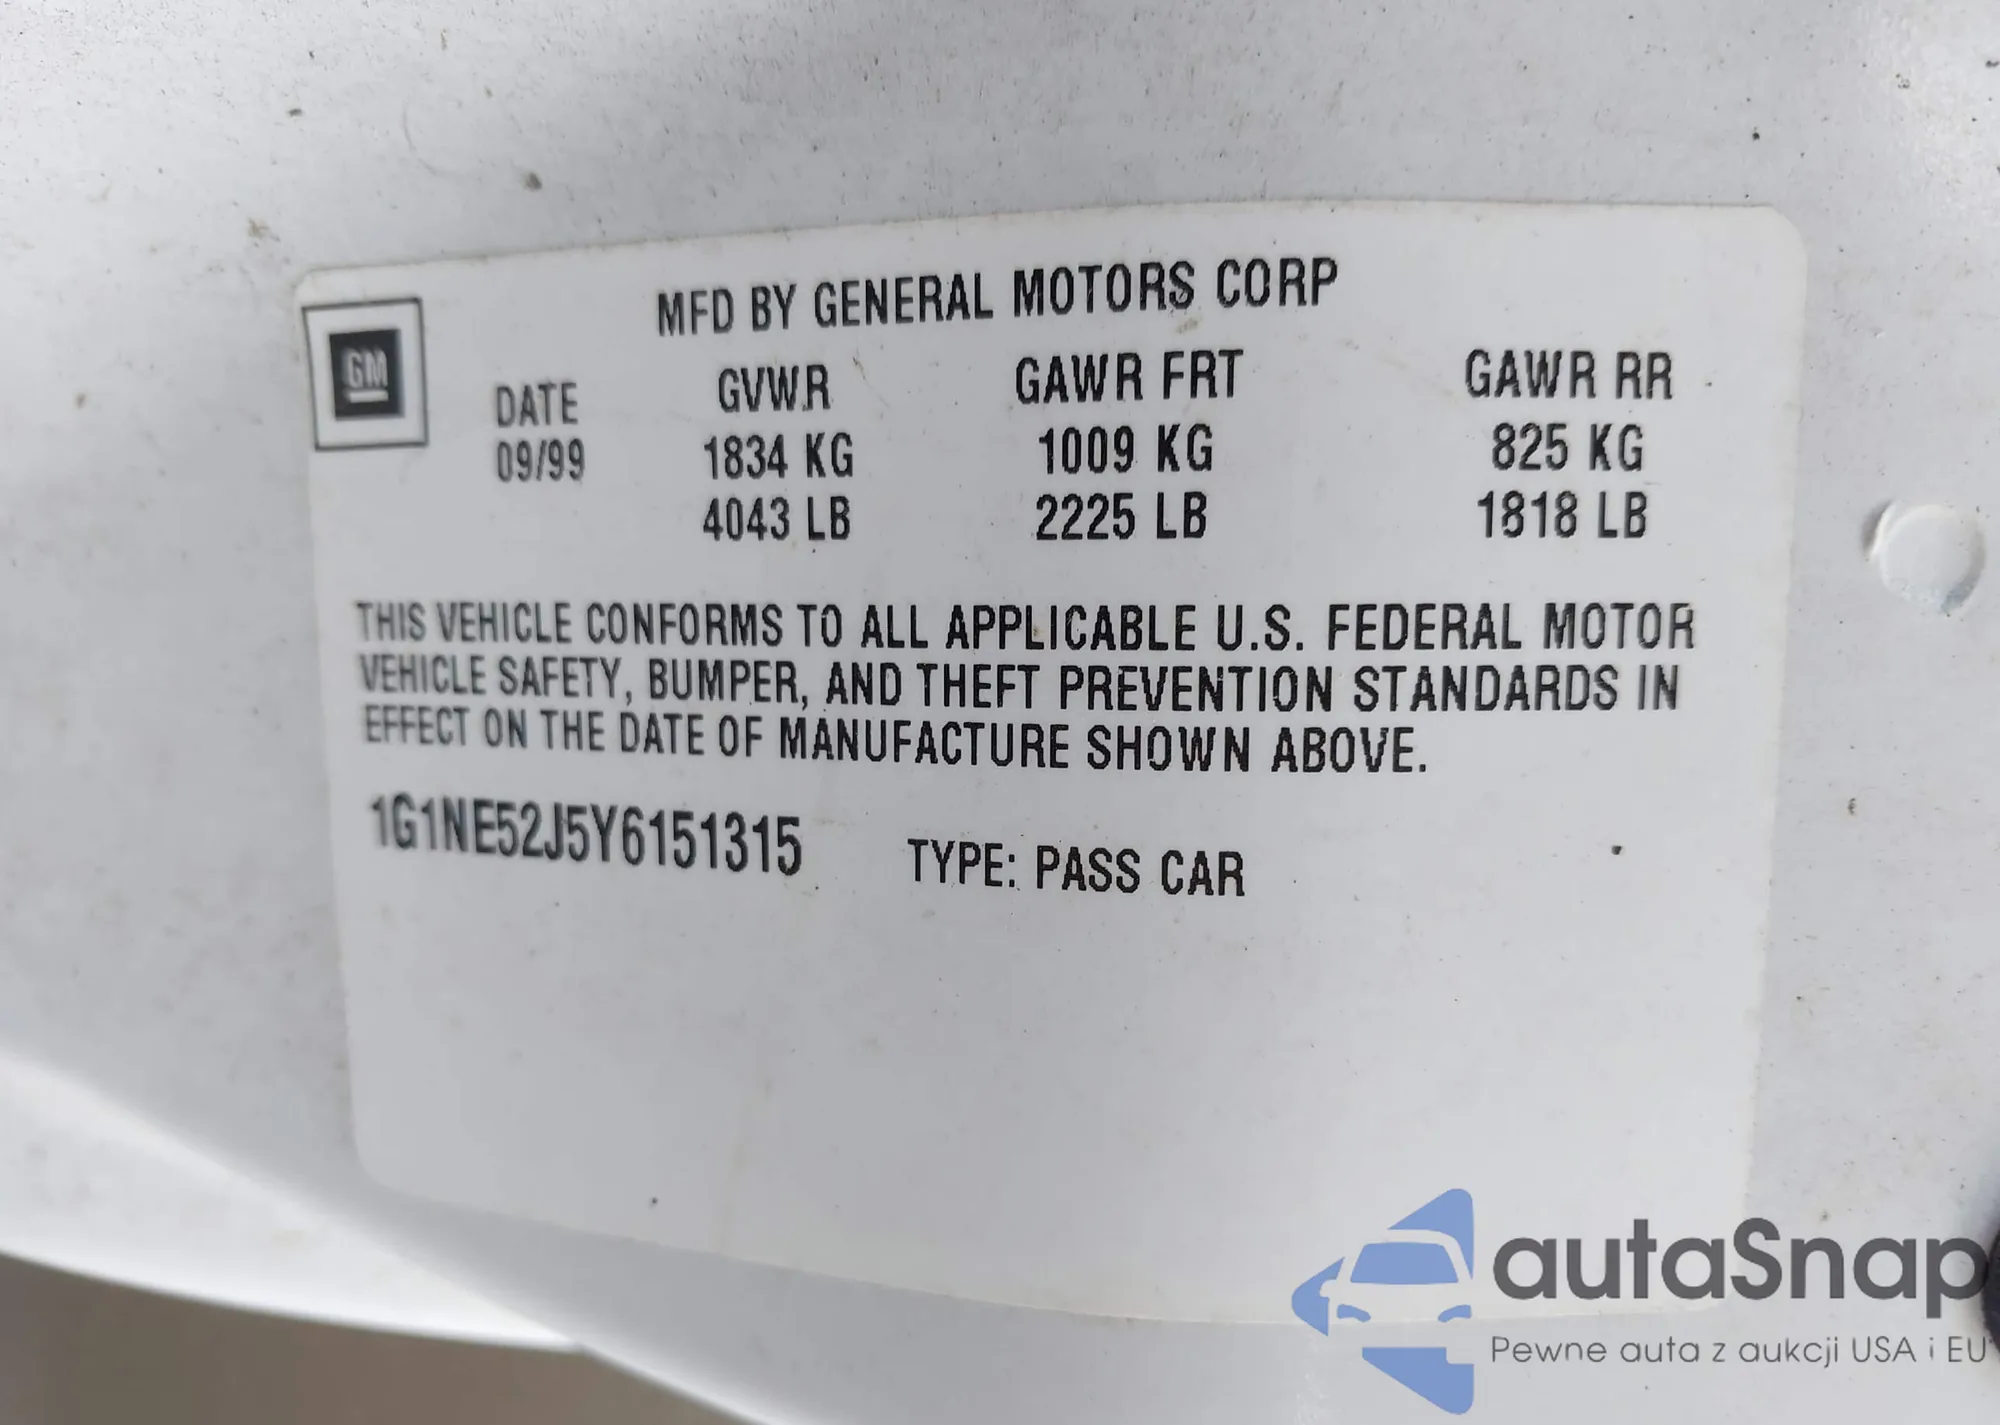 MFD BY GENERAL MOTORS CORP
GM
DATE GVWR GAWR FRT GAWR RR
09/99 1834 KG 1009 KG 825 KG
4043 LB 2225 LB 1818 LB
THIS VEHICLE CONFORMS TO ALL APPLICABLE U.S. FEDERAL MOTOR
VEHICLE SAFETY, BUMPER, AND THEFT PREVENTION STANDARDS IN
EFFECT ON THE DATE OF MANUFACTURE SHOWN ABOVE.
1G1NE52J5Y6151315 TYPE: PASS CAR
autaSnap
Pewne auta z aukcji USA i EU